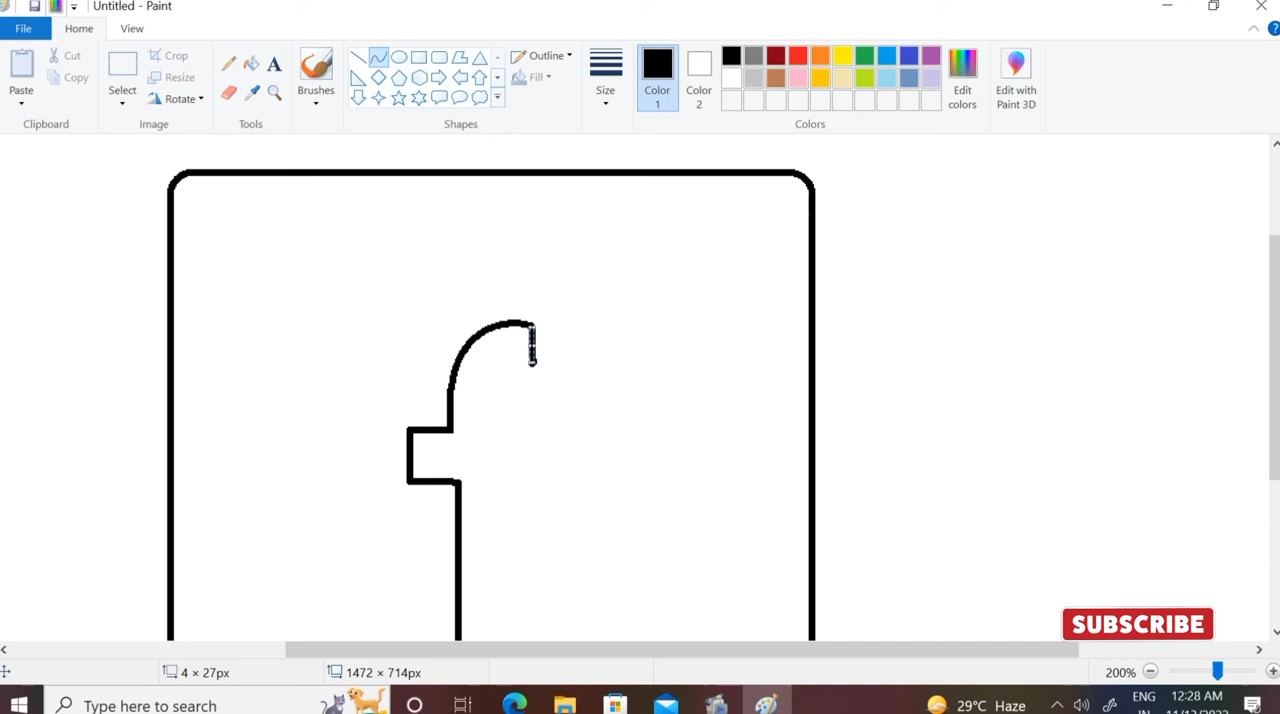 Untitled - Paint
File
Home
View
Paste
Cut
Copy
Clipboard
Select
Crop
Resize
Rotate
Image
A
Tools
Brushes
Outline
Fill
Shapes
Size
Color 1
Color 2
Edit colors
Colors
Edit with Paint 3D
SUBSCRIBE
4 × 27px
1472 × 714px
200%
Type here to search
29°C Haze
ENG
IN
12:28 AM